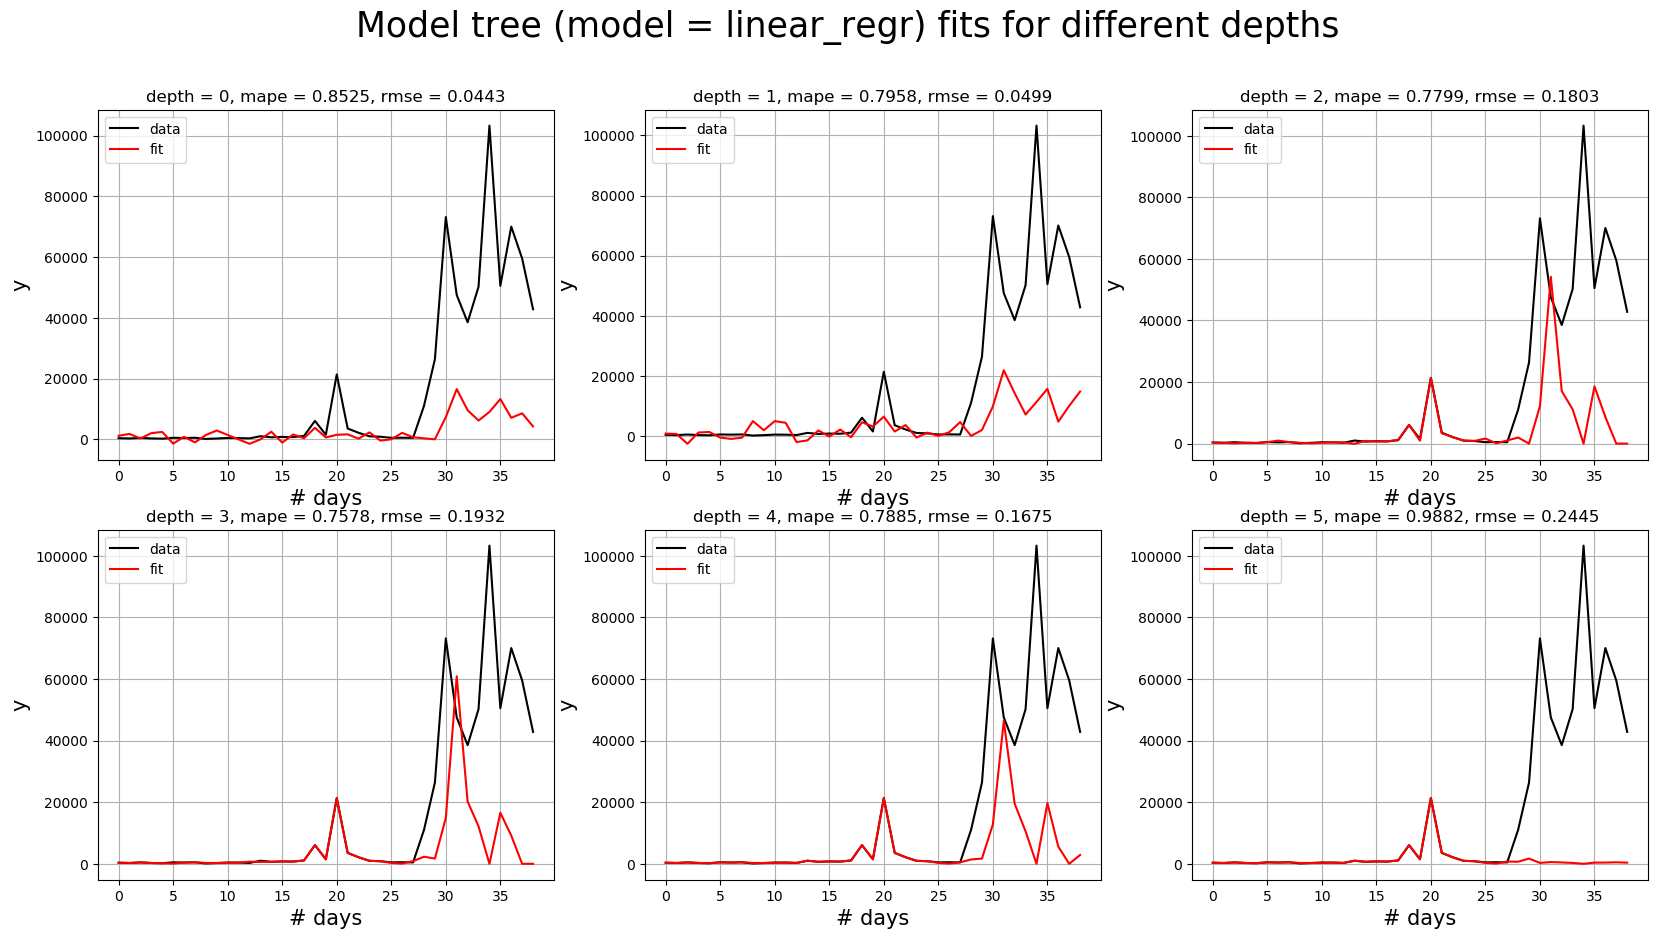 Model tree (model = linear_regr) fits for different depths
depth = 0, mape = 0.8525, rmse = 0.0443
data
fit
100000
80000
60000
40000
20000
0
y
0 5 10 15 20 25 30 35
# days
depth = 1, mape = 0.7958, rmse = 0.0499
data
fit
100000
80000
60000
40000
20000
0
y
0 5 10 15 20 25 30 35
# days
depth = 2, mape = 0.7799, rmse = 0.1803
data
fit
100000
80000
60000
40000
20000
0
y
0 5 10 15 20 25 30 35
# days
depth = 3, mape = 0.7578, rmse = 0.1932
data
fit
100000
80000
60000
40000
20000
0
y
0 5 10 15 20 25 30 35
# days
depth = 4, mape = 0.7885, rmse = 0.1675
data
fit
100000
80000
60000
40000
20000
0
y
0 5 10 15 20 25 30 35
# days
depth = 5, mape = 0.9882, rmse = 0.2445
data
fit
100000
80000
60000
40000
20000
0
y
0 5 10 15 20 25 30 35
# days